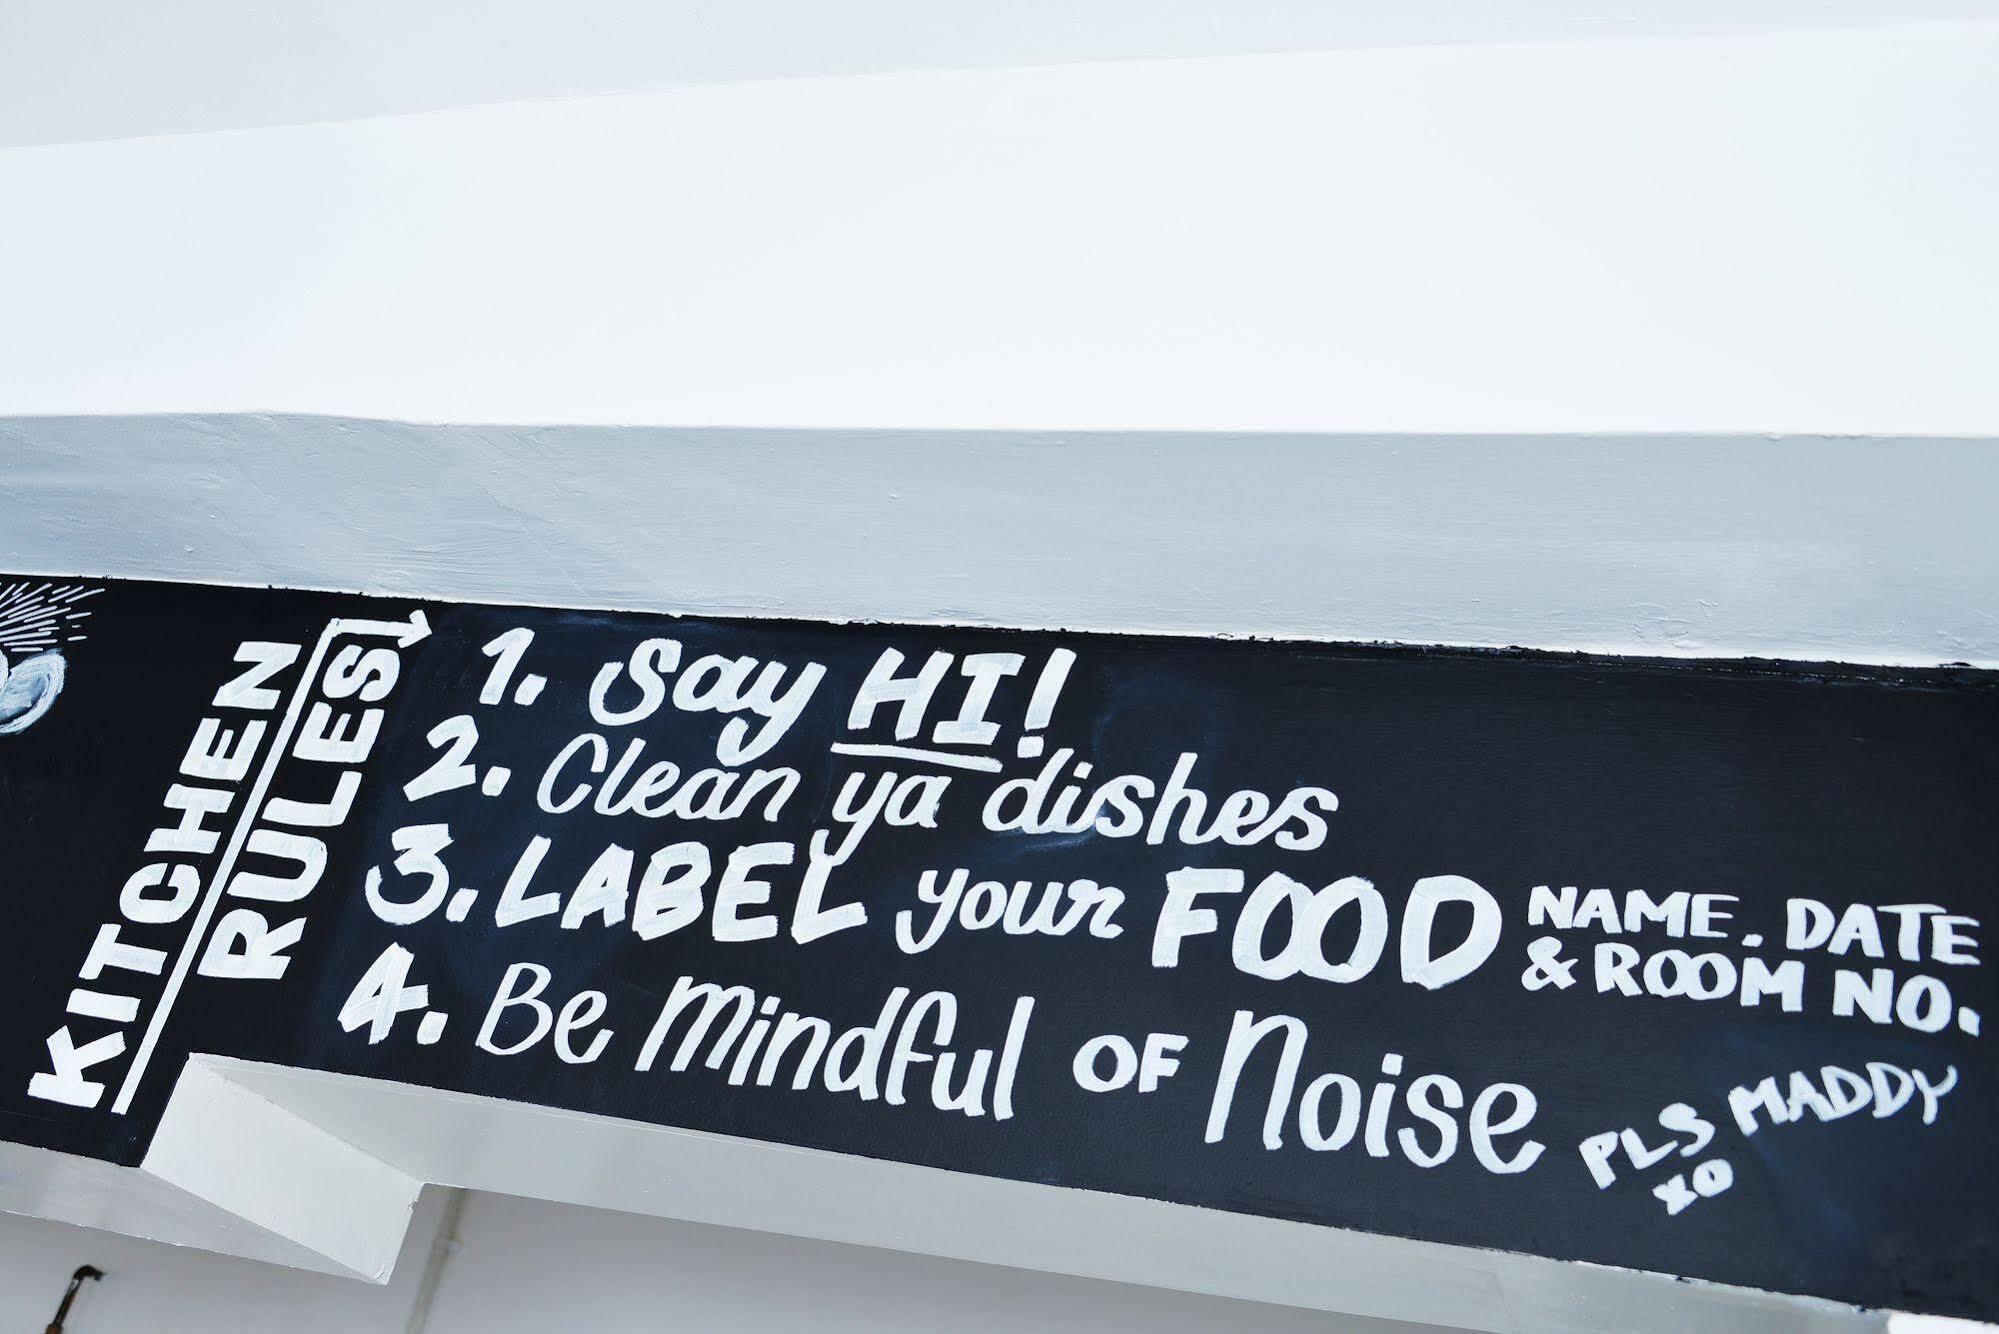 KITCHEN
RULES
1. Say HI!
2. Clean ya dishes
3. LABEL your FOOD NAME. DATE
& ROOM NO.
4. Be Mindful OF Noise
PLS MADDY
xo